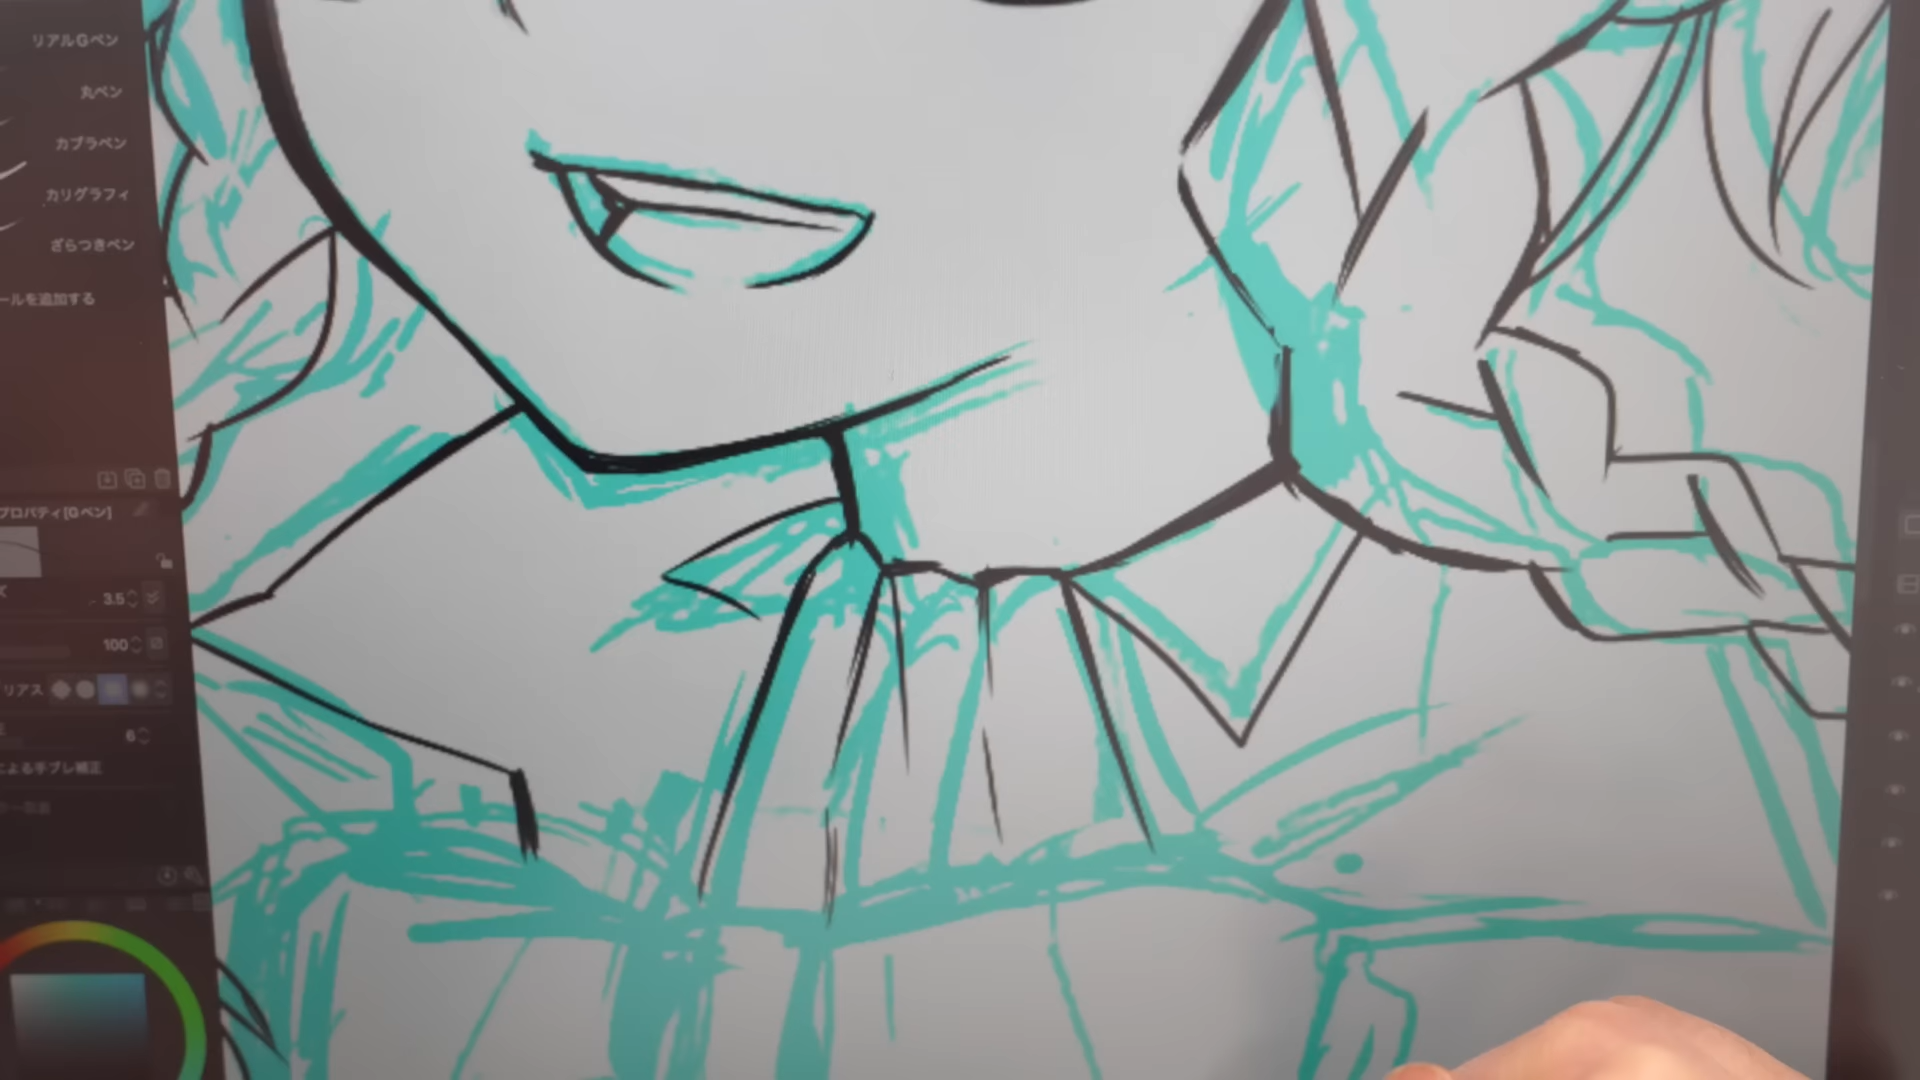 リアルGペン
丸ペン
カブラペン
カリグラフィ
ざらつきペン
ールを追加する
プロパティ[Gペン]
3.5
100
リアス
6
による手ブレ補正